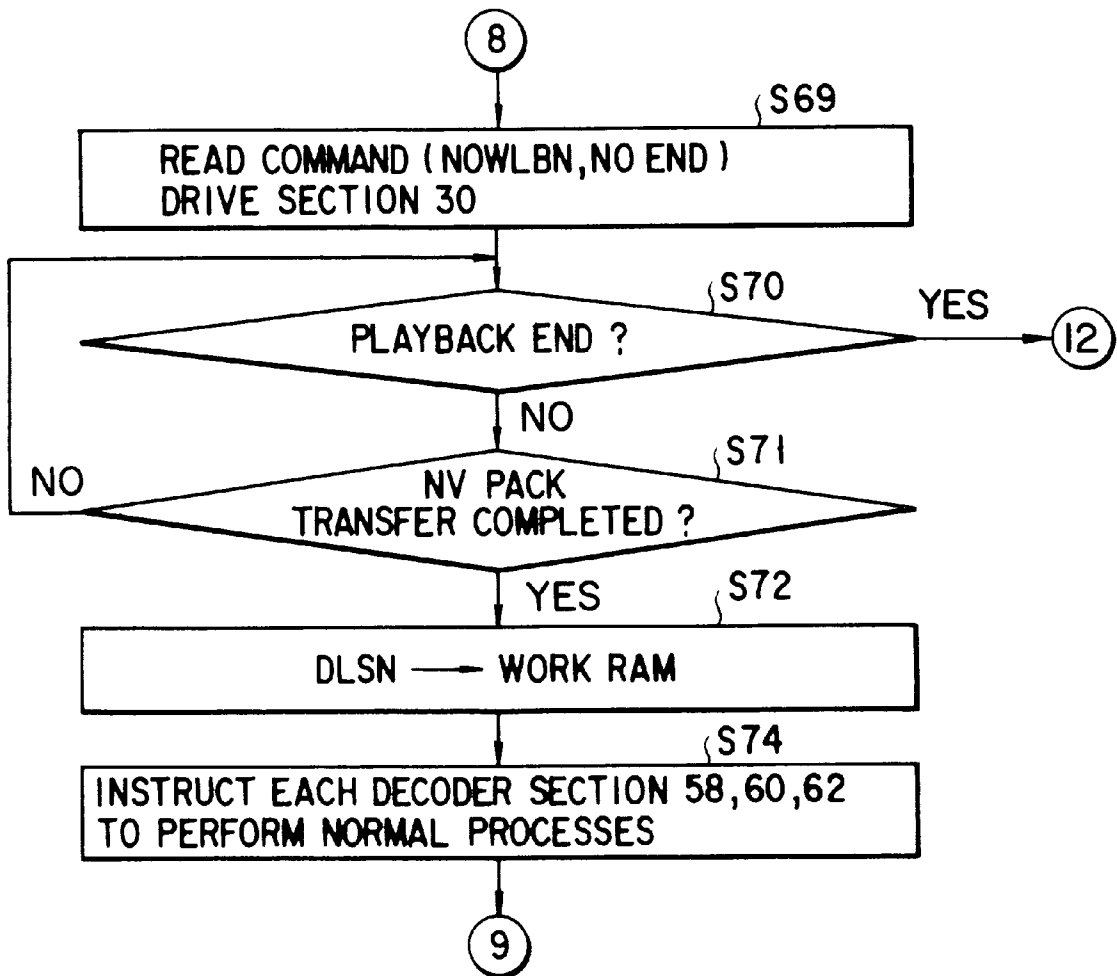 8
S69
READ COMMAND (NOWLBN, NO END)
DRIVE SECTION 30
S70
PLAYBACK END ?
YES
12
NO
S71
NO
NV PACK
TRANSFER COMPLETED ?
YES
S72
DLSN → WORK RAM
S74
INSTRUCT EACH DECODER SECTION 58,60,62
TO PERFORM NORMAL PROCESSES
9